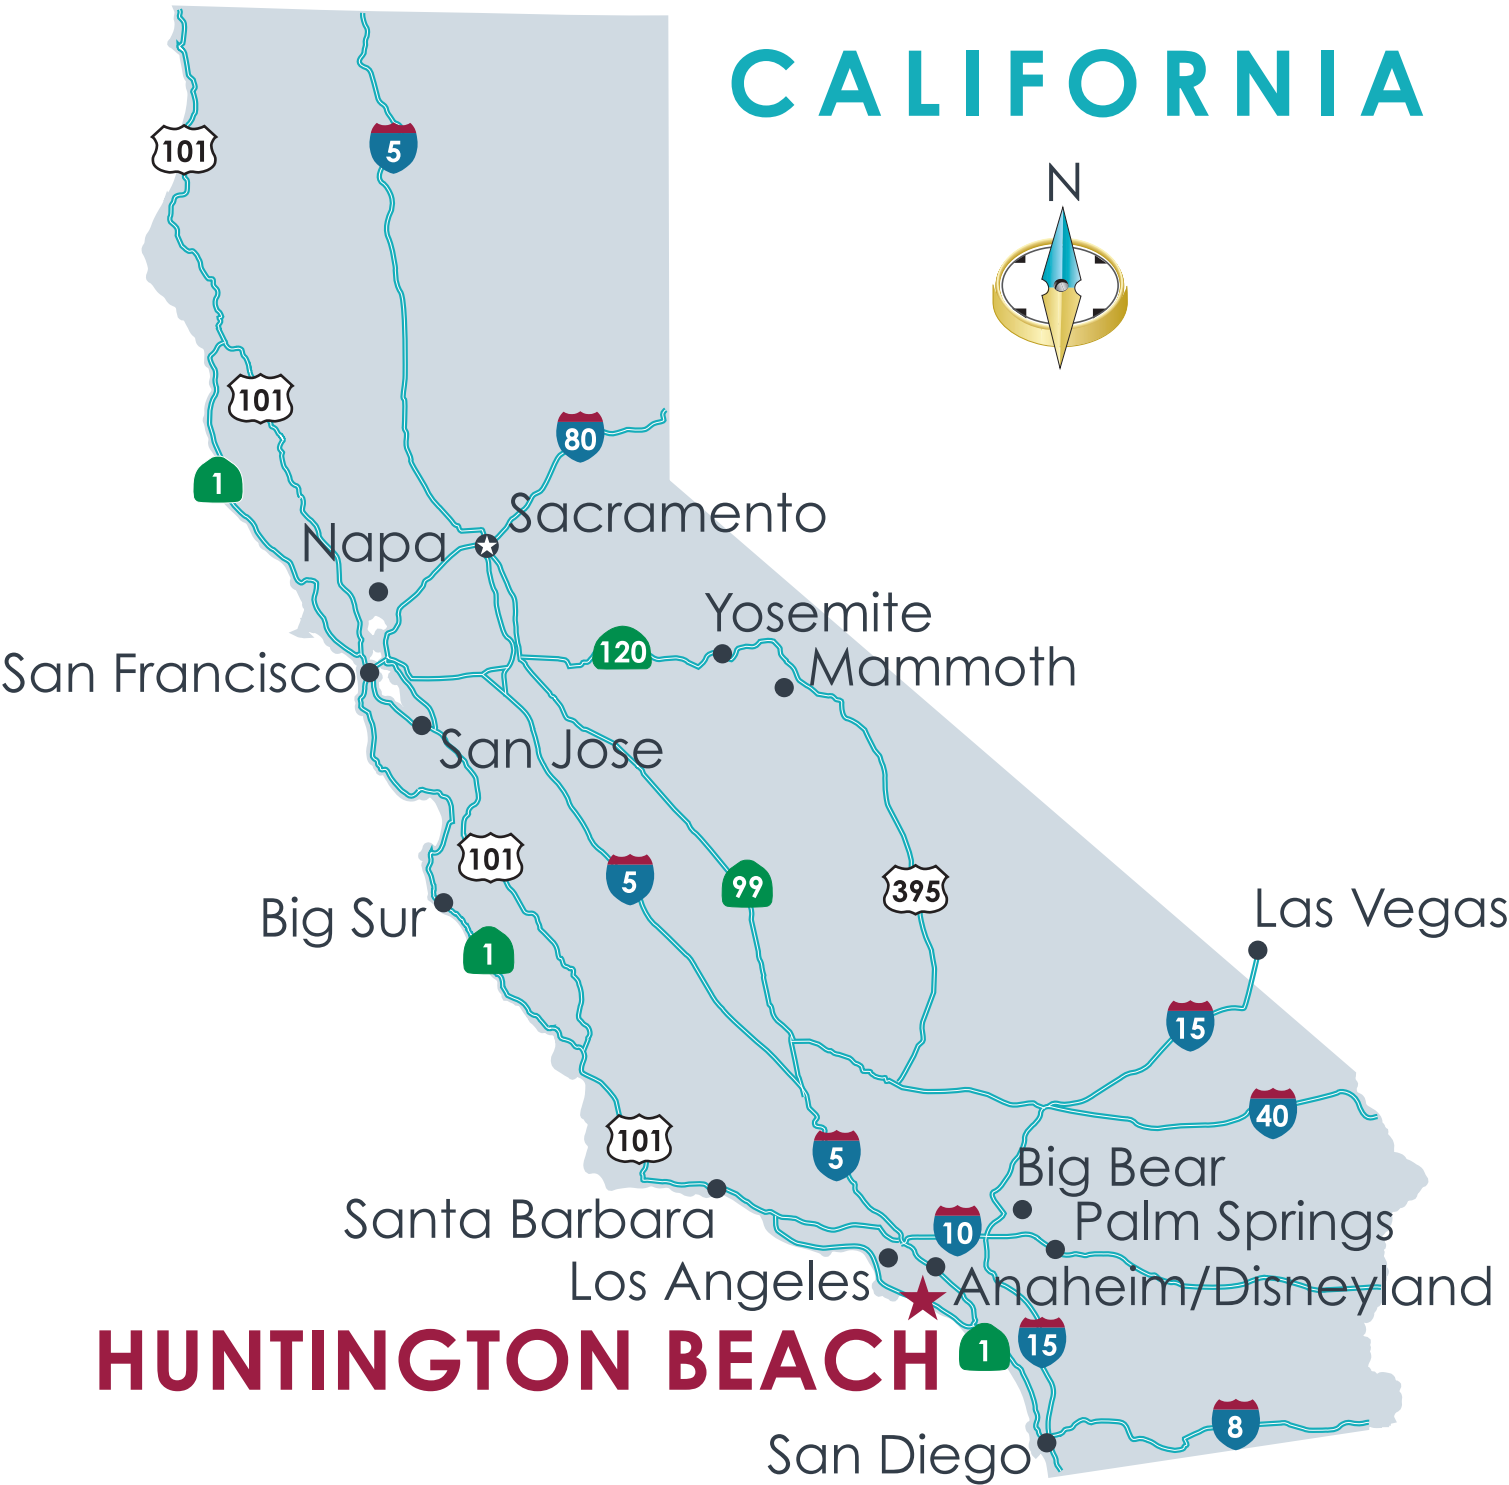 CALIFORNIA
N
101
5
101
80
1
Sacramento
Napa
Yosemite
120
Mammoth
San Francisco
San Jose
101
5
99
395
Las Vegas
Big Sur
1
15
40
101
5
Big Bear
Santa Barbara
10
Palm Springs
Los Angeles
Anaheim/Disneyland
HUNTINGTON BEACH
1
15
8
San Diego